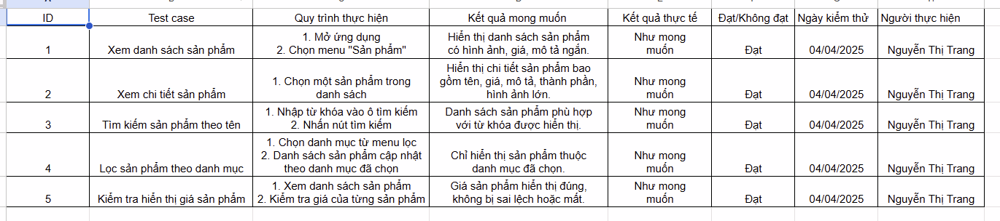 ID Test case Quy trình thực hiện Kết quả mong muốn Kết quả thực tế Đạt/Không đạt Ngày kiểm thử Người thực hiện
1 Xem danh sách sản phẩm
1. Mở ứng dụng
2. Chọn menu "Sản phẩm"
Hiển thị danh sách sản phẩm
có hình ảnh, giá, mô tả ngắn.
Như mong
muốn
Đạt 04/04/2025 Nguyễn Thị Trang
2 Xem chi tiết sản phẩm
1. Chọn một sản phẩm trong
danh sách
Hiển thị chi tiết sản phẩm bao
gồm tên, giá, mô tả, thành phần,
hình ảnh lớn.
Như mong
muốn
Đạt 04/04/2025 Nguyễn Thị Trang
3 Tìm kiếm sản phẩm theo tên
1. Nhập từ khóa vào ô tìm kiếm
2. Nhấn nút tìm kiếm
Danh sách sản phẩm phù hợp
với từ khóa được hiển thị.
Như mong
muốn
Đạt 04/04/2025 Nguyễn Thị Trang
4 Lọc sản phẩm theo danh mục
1. Chọn danh mục từ menu lọc
2. Danh sách sản phẩm cập nhật
theo danh mục đã chọn
Chỉ hiển thị sản phẩm thuộc
danh mục đã chọn.
Như mong
muốn
Đạt 04/04/2025 Nguyễn Thị Trang
5 Kiểm tra hiển thị giá sản phẩm
1. Xem danh sách sản phẩm
2. Kiểm tra giá của từng sản phẩm
Giá sản phẩm hiển thị đúng,
không bị sai lệch hoặc mất.
Như mong
muốn
Đạt 04/04/2025 Nguyễn Thị Trang